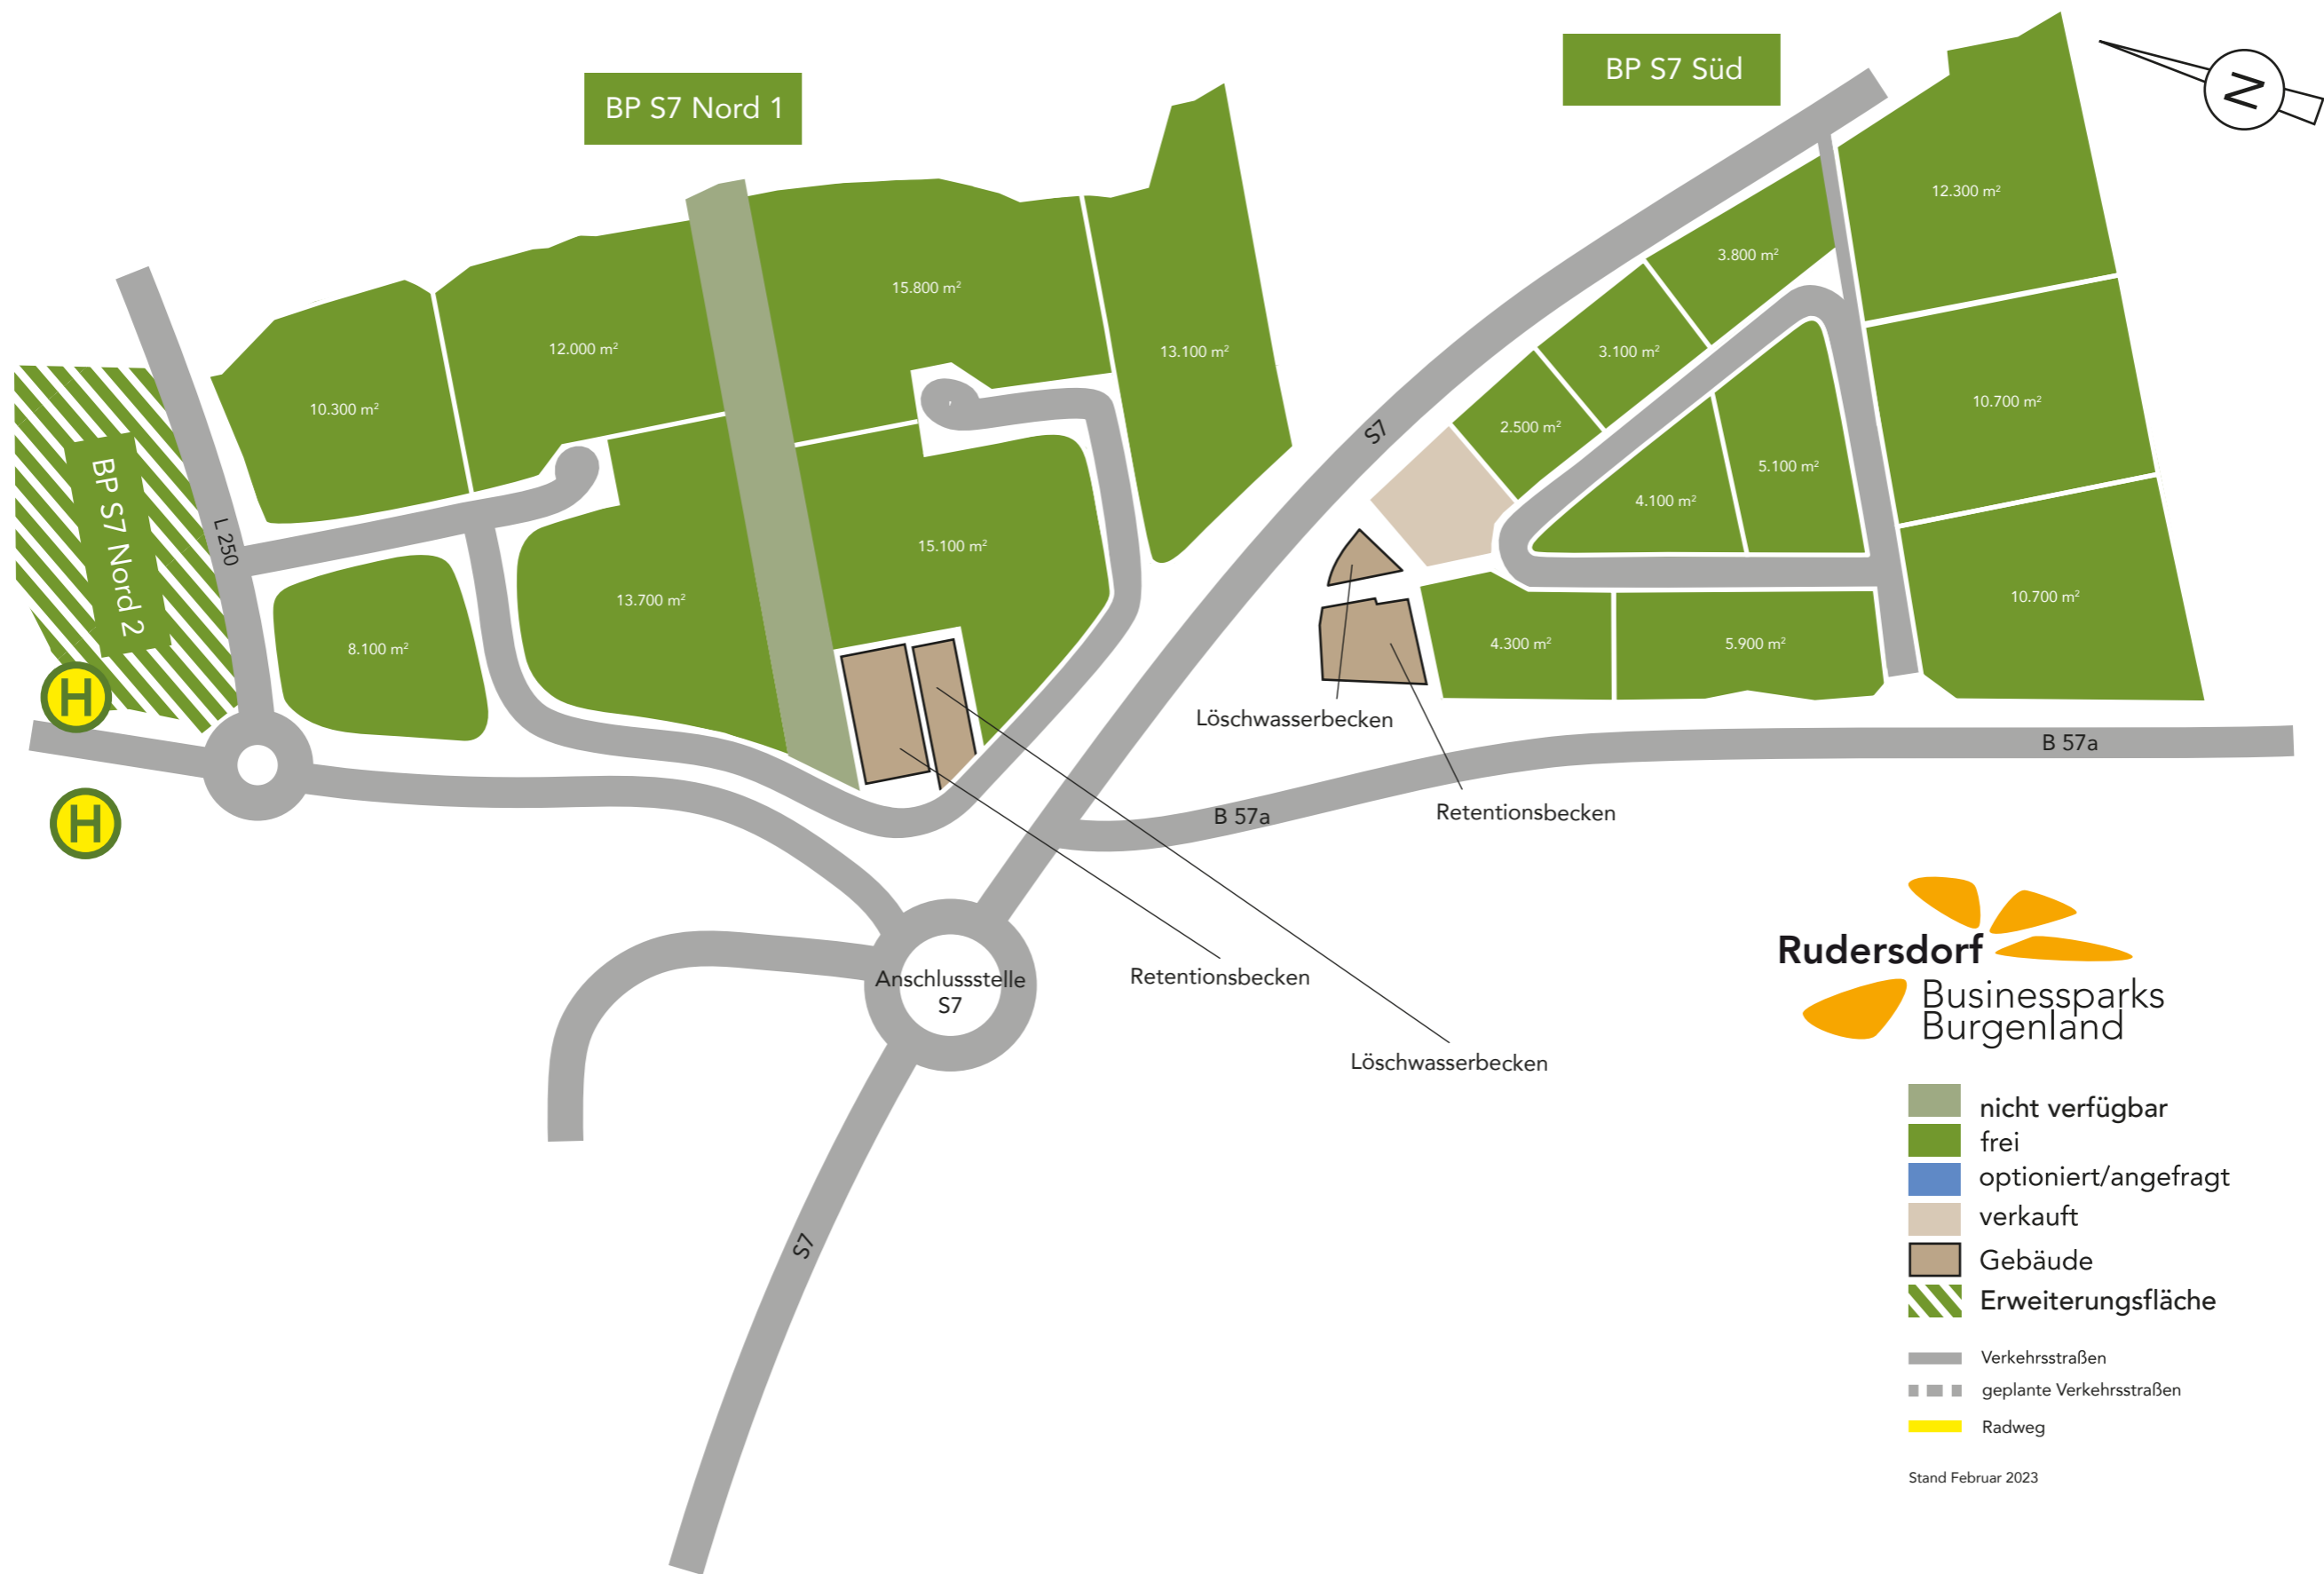 BP S7 Nord 1
BP S7 Süd
N
12.300 m²
3.800 m²
15.800 m²
12.000 m²
13.100 m²
3.100 m²
10.300 m²
10.700 m²
2.500 m²
S7
5.100 m²
4.100 m²
BP S7 Nord 2
L 250
15.100 m²
13.700 m²
10.700 m²
8.100 m²
4.300 m²
5.900 m²
H
Löschwasserbecken
B 57a
H
B 57a
Retentionsbecken
Anschlussstelle
S7
Retentionsbecken
Löschwasserbecken
S7
Rudersdorf
Businessparks
Burgenland
nicht verfügbar
frei
optioniert/angefragt
verkauft
Gebäude
Erweiterungsfläche
Verkehrsstraßen
geplante Verkehrsstraßen
Radweg
Stand Februar 2023